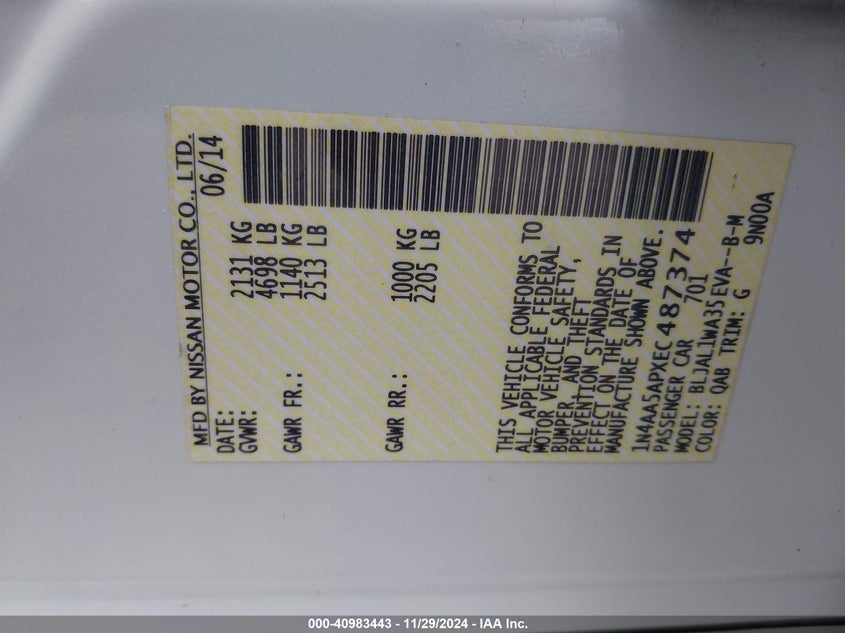 MFD BY NISSAN MOTOR CO., LTD.
DATE: 06/14
GVWR: 2131 KG
4698 LB
GAWR FR.: 1140 KG
2513 LB
GAWR RR.: 1000 KG
2205 LB
THIS VEHICLE CONFORMS TO
ALL APPLICABLE FEDERAL
MOTOR VEHICLE SAFETY,
BUMPER, AND THEFT
PREVENTION STANDARDS IN
EFFECT ON THE DATE OF
MANUFACTURE SHOWN ABOVE.
1N4AA5APXEC487374
PASSENGER CAR 701
MODEL: BLJAL1WA35EVA--B-M
COLOR: QAB TRIM: G 9N00A
000-40983443 - 11/29/2024 - IAA Inc.